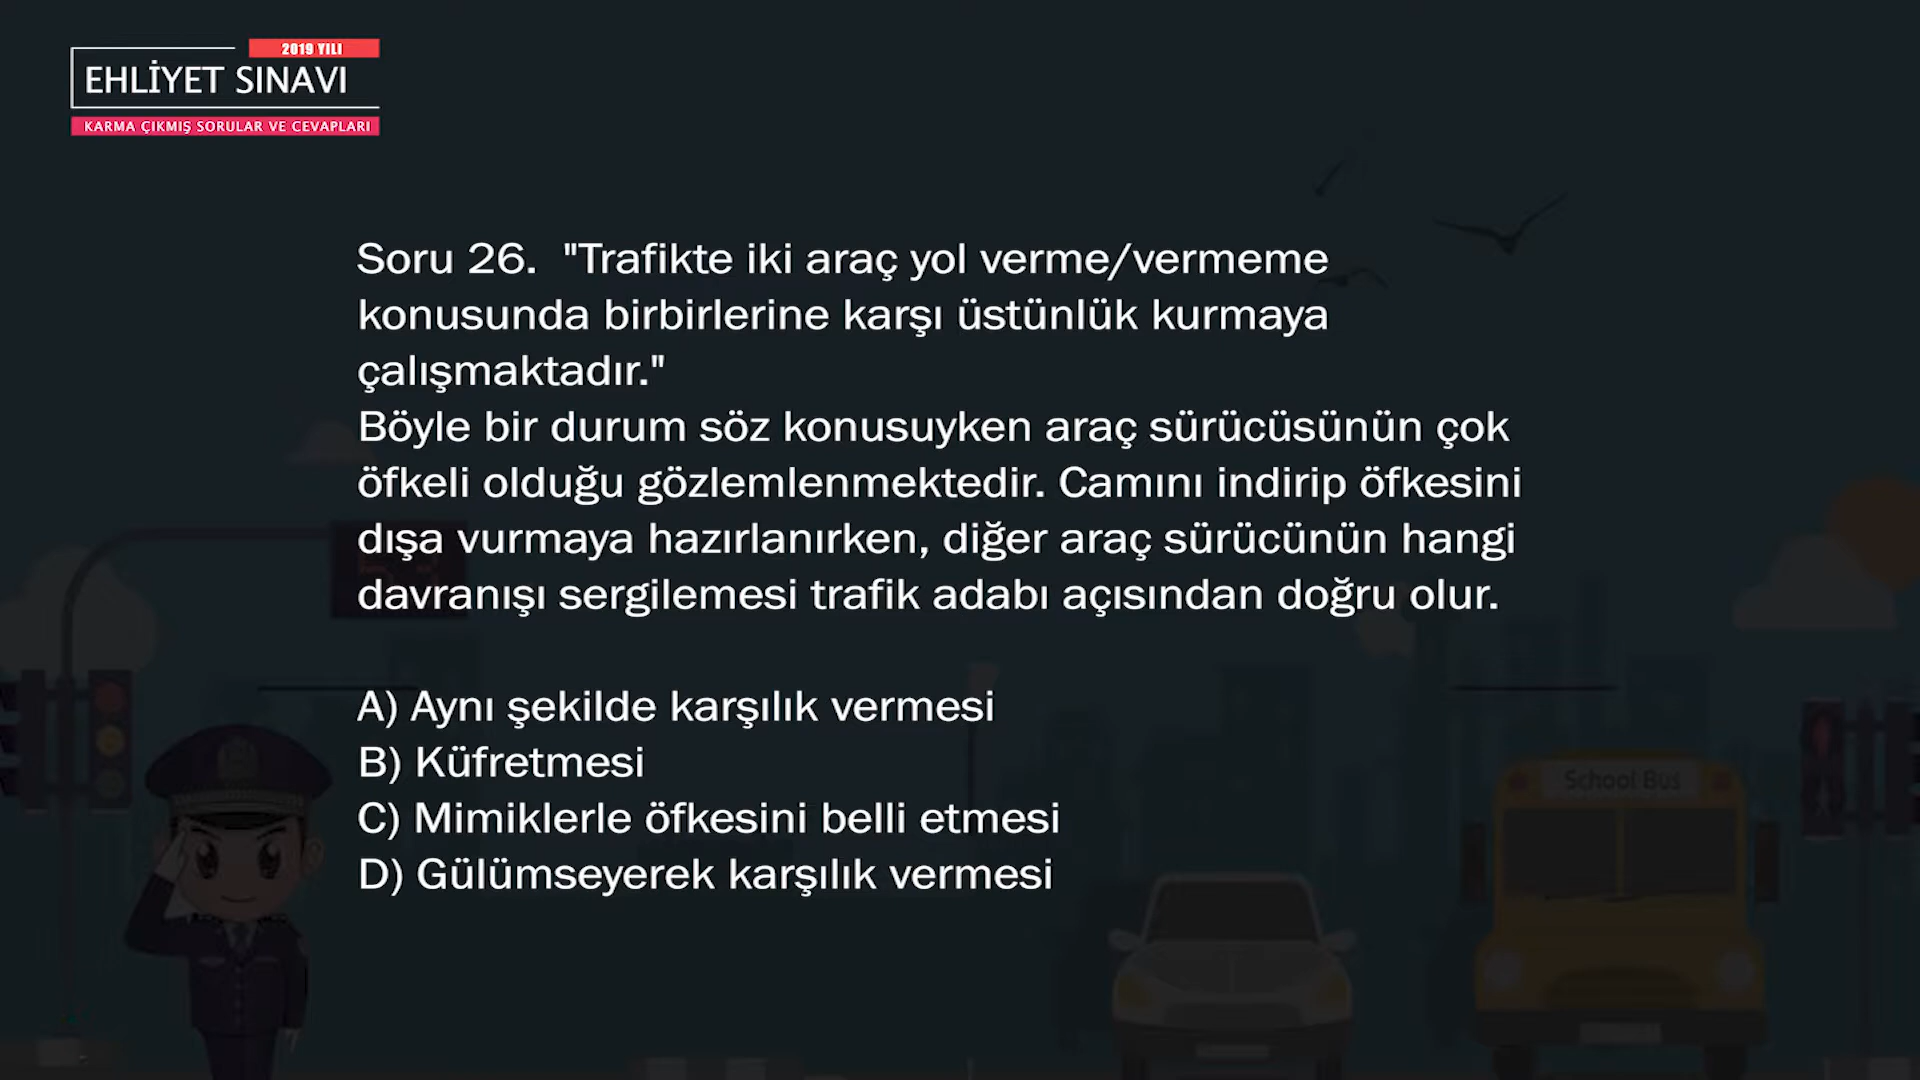 2019 YILI
EHLİYET SINAVI
KARMA ÇIKMIŞ SORULAR VE CEVAPLARI
Soru 26.  "Trafikte iki araç yol verme/vermeme
konusunda birbirlerine karşı üstünlük kurmaya
çalışmaktadır."
Böyle bir durum söz konusuyken araç sürücüsünün çok
öfkeli olduğu gözlemlenmektedir. Camını indirip öfkesini
dışa vurmaya hazırlanırken, diğer araç sürücünün hangi
davranışı sergilemesi trafik adabı açısından doğru olur.
A) Aynı şekilde karşılık vermesi
B) Küfretmesi
C) Mimiklerle öfkesini belli etmesi
D) Gülümseyerek karşılık vermesi
School Bus